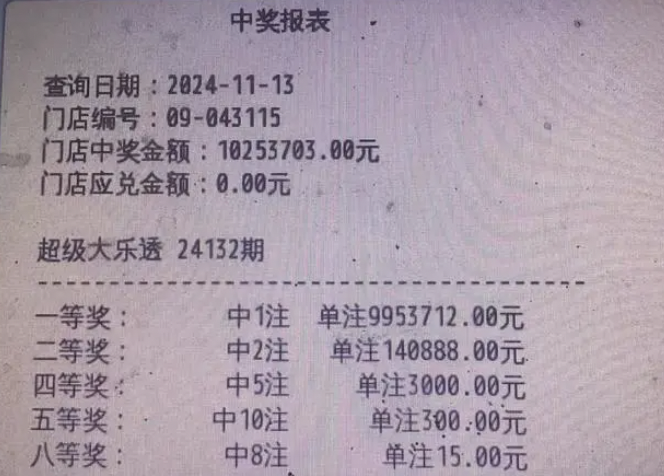 中奖报表
查询日期：2024-11-13
门店编号：09-043115
门店中奖金额：10253703.00元
门店应兑金额：0.00元
超级大乐透 24132期
----------------------------------------
一等奖： 中1注 单注9953712.00元
二等奖： 中2注 单注140888.00元
四等奖： 中5注 单注3000.00元
五等奖： 中10注 单注300.00元
八等奖： 中8注 单注15.00元